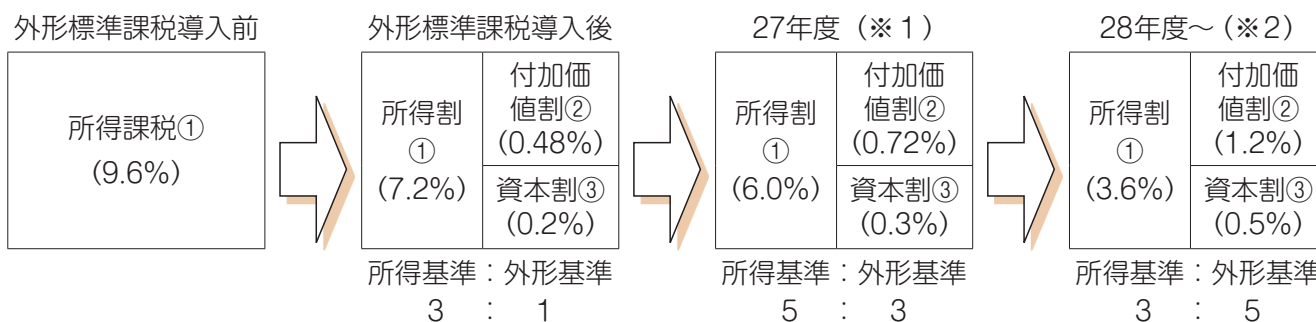 外形標準課税導入前
所得課税①
(9.6%)
外形標準課税導入後
所得割
①
(7.2%)
付加価
値割②
(0.48%)
資本割③
(0.2%)
所得基準:外形基準
3 : 1
27年度(※1)
所得割
①
(6.0%)
付加価
値割②
(0.72%)
資本割③
(0.3%)
所得基準:外形基準
5 : 3
28年度～(※2)
所得割
①
(3.6%)
付加価
値割②
(1.2%)
資本割③
(0.5%)
所得基準:外形基準
3 : 5